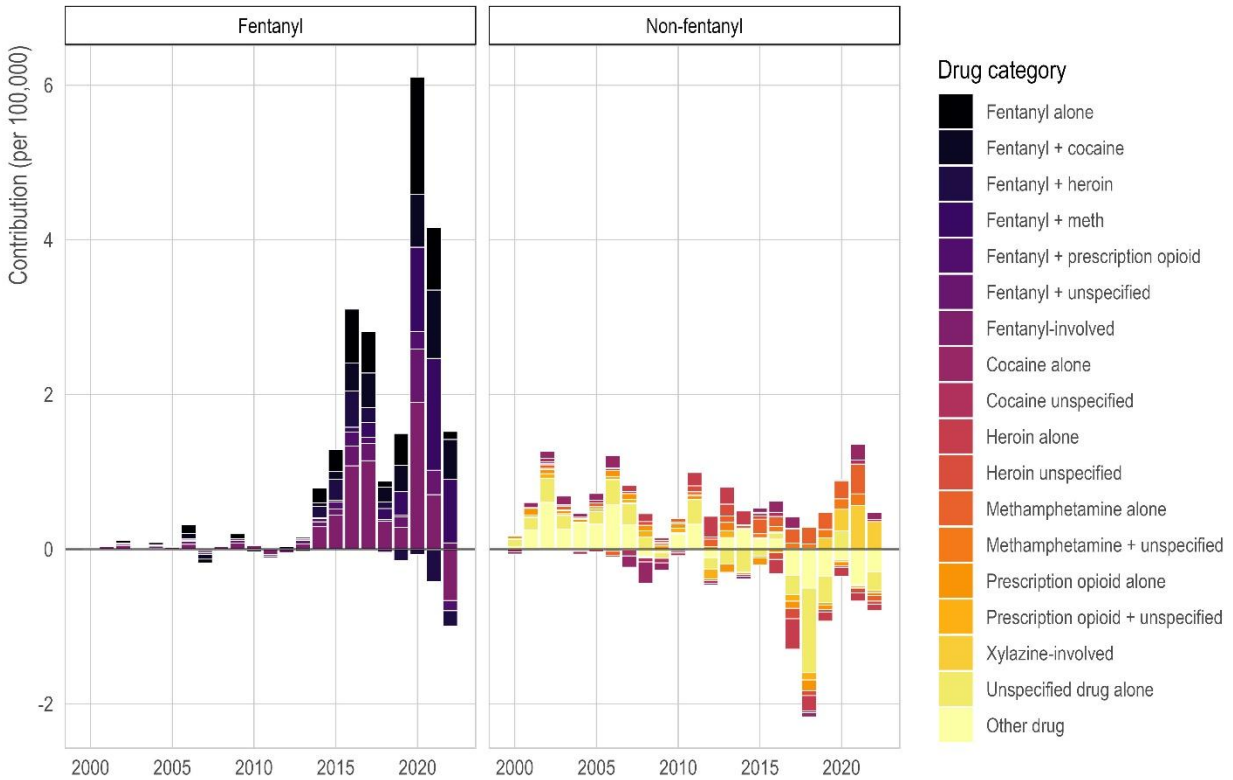 Fentanyl
Non-fentanyl
Contribution (per 100,000)
6
4
2
0
-2
2000 2005 2010 2015 2020
2000 2005 2010 2015 2020
Drug category
Fentanyl alone
Fentanyl + cocaine
Fentanyl + heroin
Fentanyl + meth
Fentanyl + prescription opioid
Fentanyl + unspecified
Fentanyl-involved
Cocaine alone
Cocaine unspecified
Heroin alone
Heroin unspecified
Methamphetamine alone
Methamphetamine + unspecified
Prescription opioid alone
Prescription opioid + unspecified
Xylazine-involved
Unspecified drug alone
Other drug